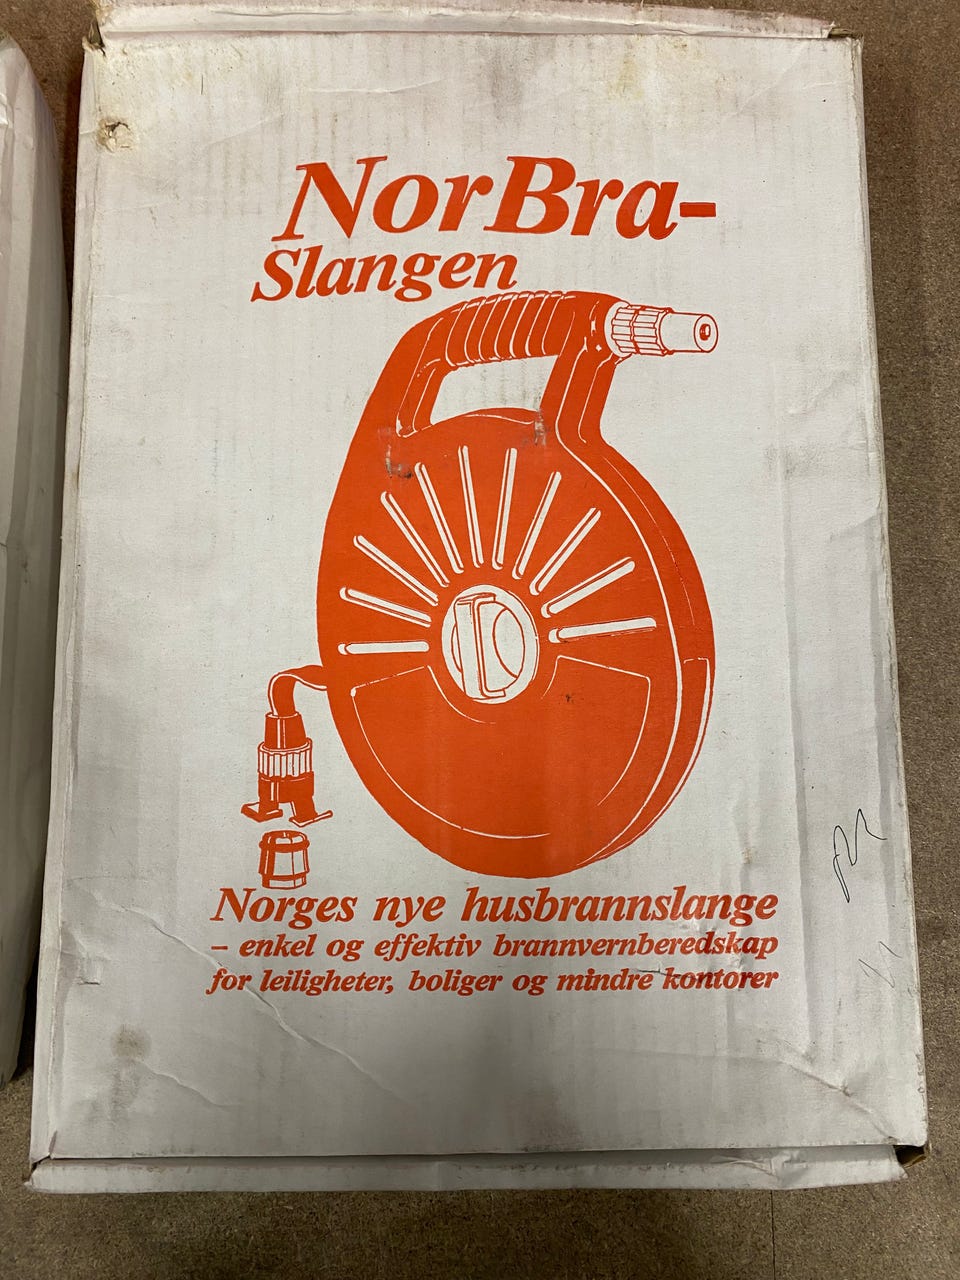 NorBra-
Slangen
Norges nye husbrannslange
– enkel og effektiv brannvernberedskap
for leiligheter, boliger og mindre kontorer